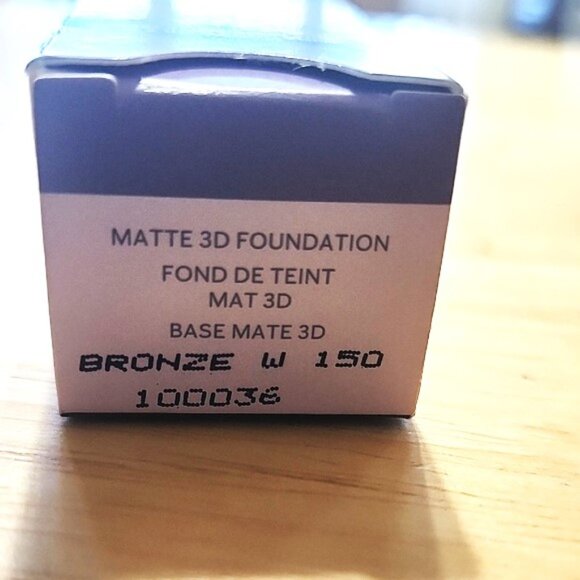 MATTE 3D FOUNDATION
FOND DE TEINT
MAT 3D
BASE MATE 3D
BRONZE W 150
100036